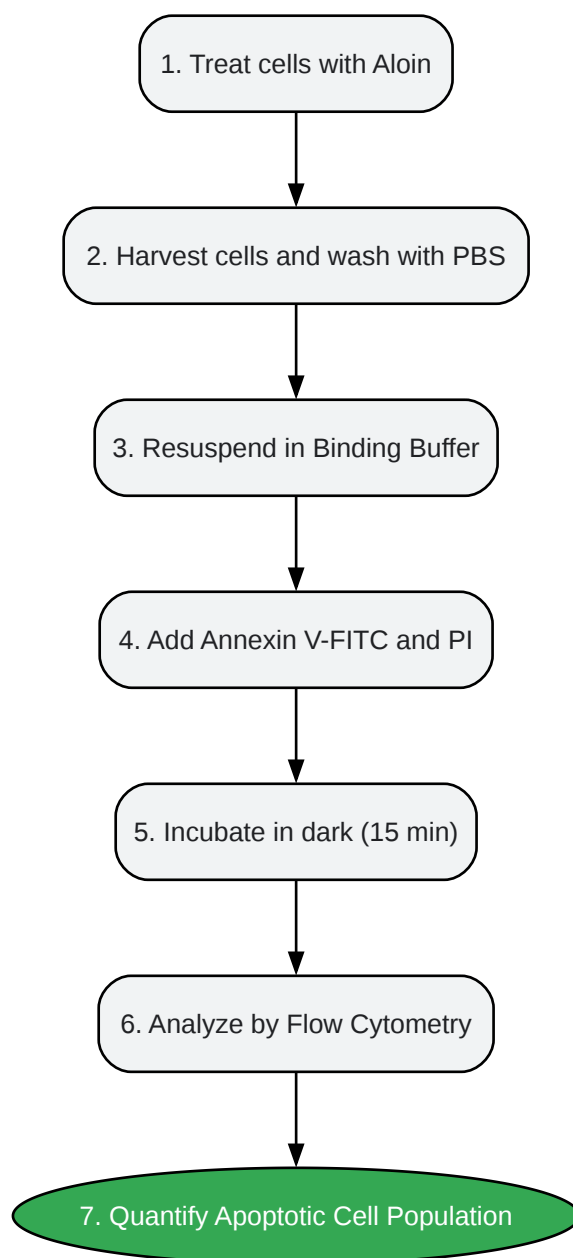 1. Treat cells with Aloin
2. Harvest cells and wash with PBS
3. Resuspend in Binding Buffer
4. Add Annexin V-FITC and PI
5. Incubate in dark (15 min)
6. Analyze by Flow Cytometry
7. Quantify Apoptotic Cell Population